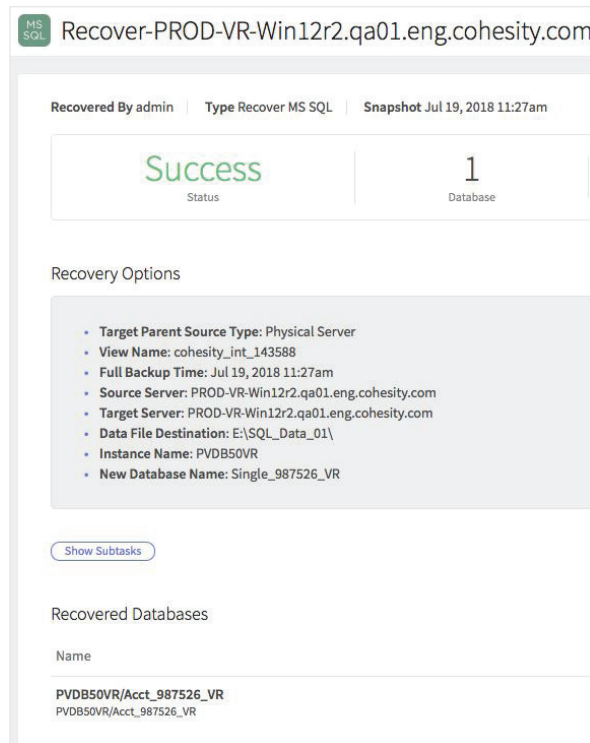 MS SQL Recover-PROD-VR-Win12r2.qa01.eng.cohesity.com
Recovered By admin Type Recover MS SQL Snapshot Jul 19, 2018 11:27am
Success
Status
1
Database
Recovery Options
• Target Parent Source Type: Physical Server
• View Name: cohesity_int_143588
• Full Backup Time: Jul 19, 2018 11:27am
• Source Server: PROD-VR-Win12r2.qa01.eng.cohesity.com
• Target Server: PROD-VR-Win12r2.qa01.eng.cohesity.com
• Data File Destination: E:\SQL_Data_01\
• Instance Name: PVDB50VR
• New Database Name: Single_987526_VR
Show Subtasks
Recovered Databases
Name
PVDB50VR/Acct_987526_VR
PVDB50VR/Acct_987526_VR